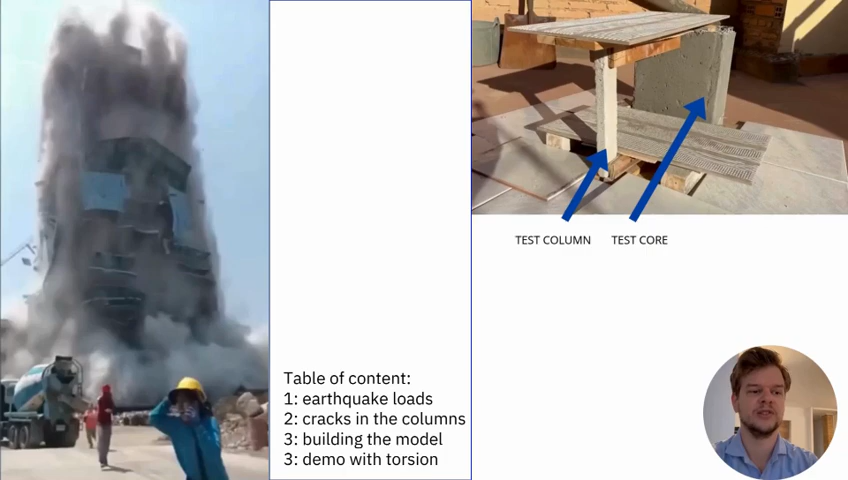 Table of content:
1: earthquake loads
2: cracks in the columns
3: building the model
3: demo with torsion
TEST COLUMN
TEST CORE